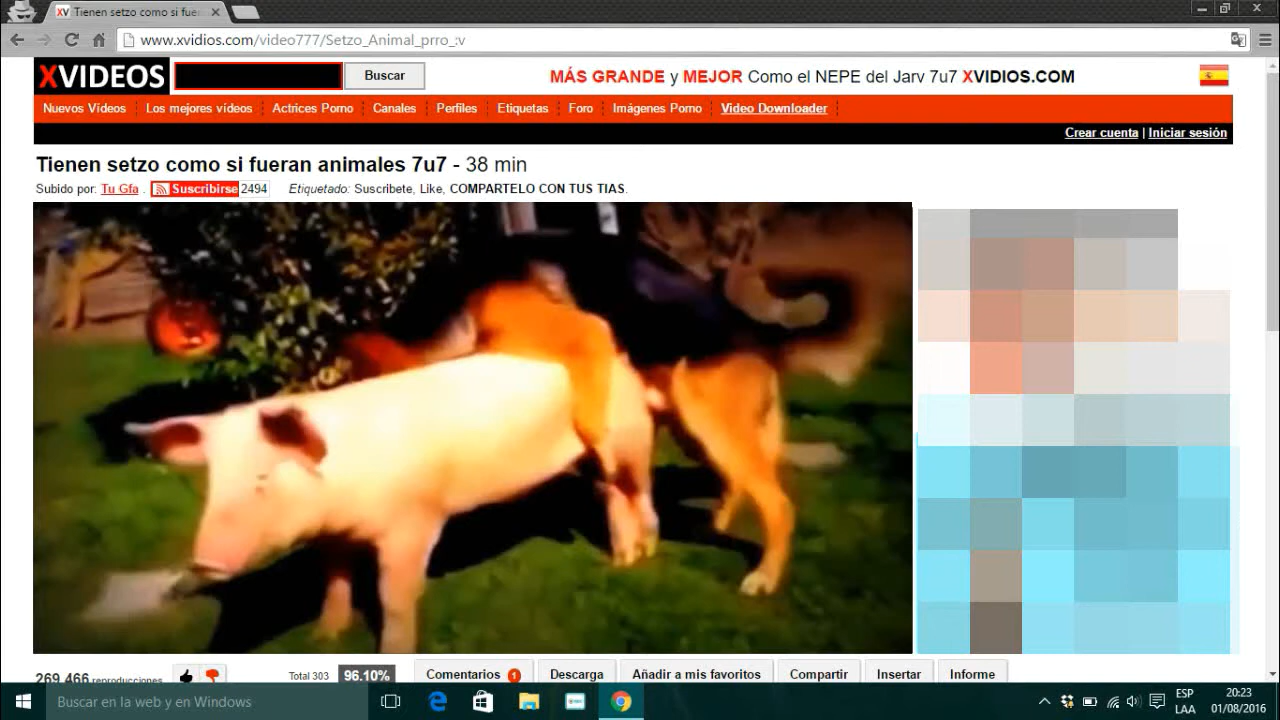 Tienen setzo como si fuer
www.xvidios.com/video777/Setzo_Animal_prro_:v
XVIDEOS
Buscar
MÁS GRANDE y MEJOR Como el NEPE del Jarv 7u7 XVIDIOS.COM
Nuevos Vídeos
Los mejores vídeos
Actrices Porno
Canales
Perfiles
Etiquetas
Foro
Imágenes Porno
Video Downloader
Crear cuenta | Iniciar sesión
Tienen setzo como si fueran animales 7u7 - 38 min
Subido por: Tu Gfa . Suscribirse 2494 Etiquetado: Suscribete, Like, COMPARTELO CON TUS TIAS.
269,466 reproducciones
Total 303
96.10%
Comentarios 1
Descarga
Añadir a mis favoritos
Compartir
Insertar
Informe
Buscar en la web y en Windows
ESP
LAA
20:23
01/08/2016